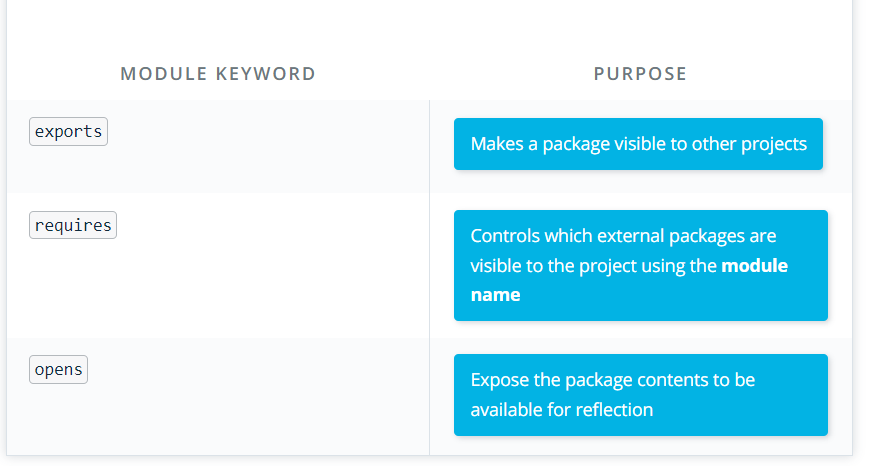 MODULE KEYWORD PURPOSE
exports
Makes a package visible to other projects
requires
Controls which external packages are
visible to the project using the module
name
opens
Expose the package contents to be
available for reflection